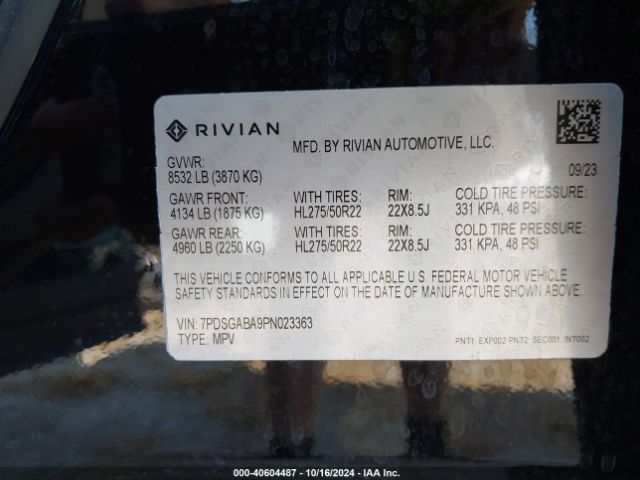 RIVIAN
MFD. BY RIVIAN AUTOMOTIVE, LLC.
GVWR:
8532 LB (3870 KG)
09/23
GAWR FRONT: WITH TIRES: RIM: COLD TIRE PRESSURE:
4134 LB (1875 KG) HL275/50R22 22X8.5J 331 KPA, 48 PSI
GAWR REAR: WITH TIRES: RIM: COLD TIRE PRESSURE:
4960 LB (2250 KG) HL275/50R22 22X8.5J 331 KPA, 48 PSI
THIS VEHICLE CONFORMS TO ALL APPLICABLE U.S. FEDERAL MOTOR VEHICLE
SAFETY STANDARDS IN EFFECT ON THE DATE OF MANUFACTURE SHOWN ABOVE.
VIN: 7PDSGABA9PN023363
TYPE: MPV
PNT1 EXP002 PNT2 SEC001 INT002
000-40604487 - 10/16/2024 - IAA Inc.